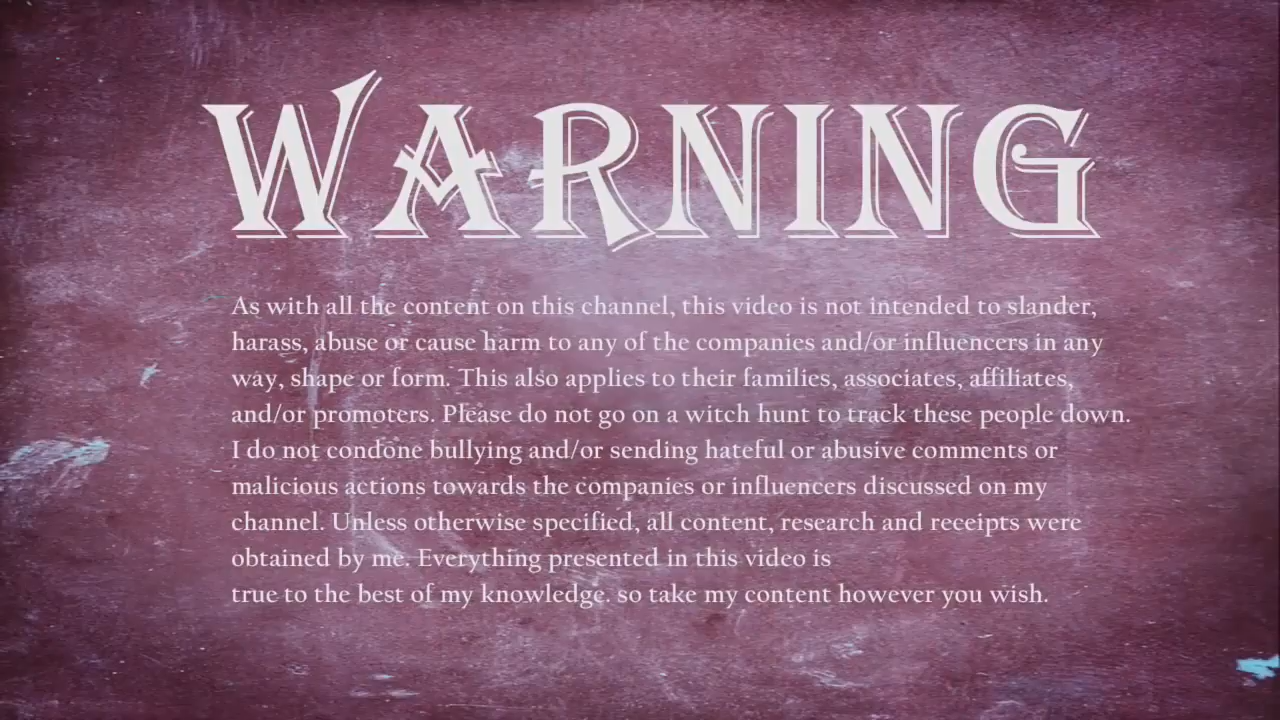 WARNING
As with all the content on this channel, this video is not intended to slander,
harass, abuse or cause harm to any of the companies and/or influencers in any
way, shape or form. This also applies to their families, associates, affiliates,
and/or promoters. Please do not go on a witch hunt to track these people down.
I do not condone bullying and/or sending hateful or abusive comments or
malicious actions towards the companies or influencers discussed on my
channel. Unless otherwise specified, all content, research and receipts were
obtained by me. Everything presented in this video is
true to the best of my knowledge. so take my content however you wish.